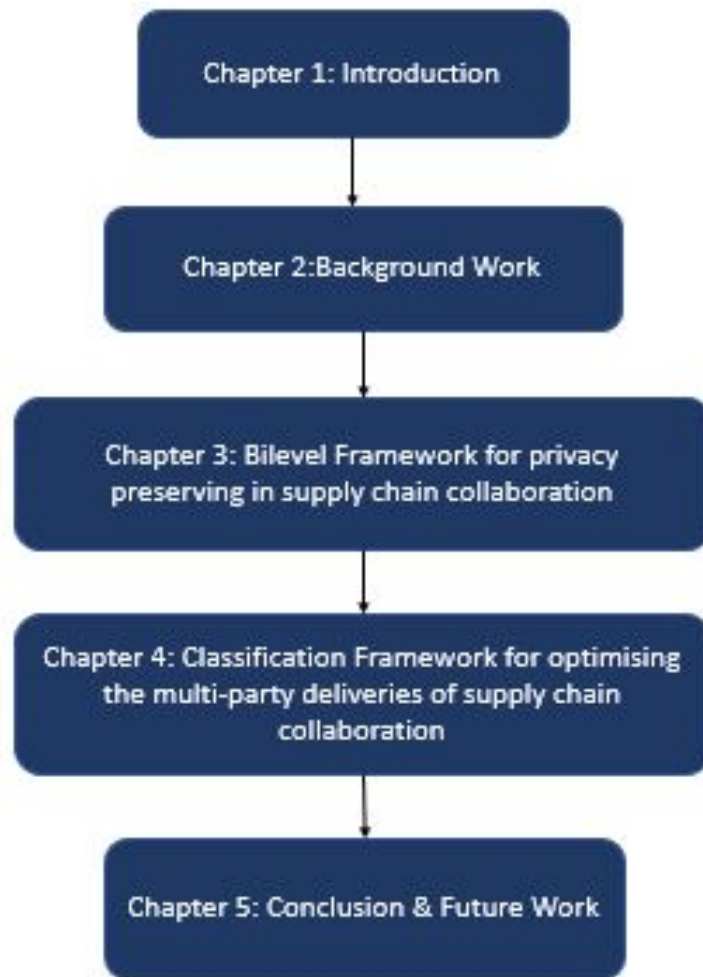 Chapter 1: Introduction
Chapter 2:Background Work
Chapter 3: Bilevel Framework for privacy
preserving in supply chain collaboration
Chapter 4: Classification Framework for optimising
the multi-party deliveries of supply chain
collaboration
Chapter 5: Conclusion & Future Work